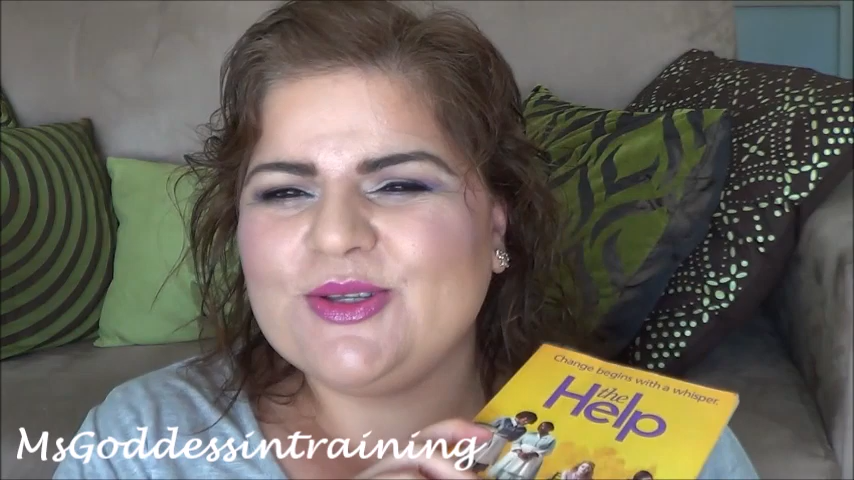 Change begins with a whisper.
the
Help
MsGoddessintraining